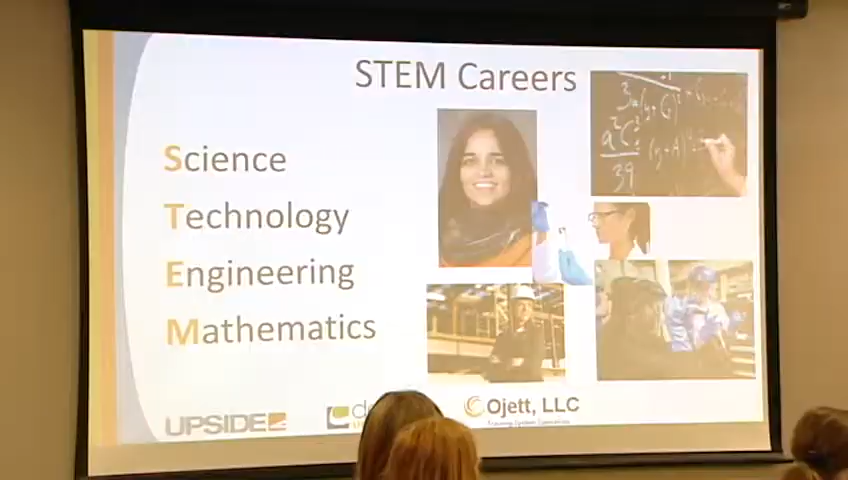 STEM Careers
Science
Technology
Engineering
Mathematics
UPSIDE
Ojett, LLC